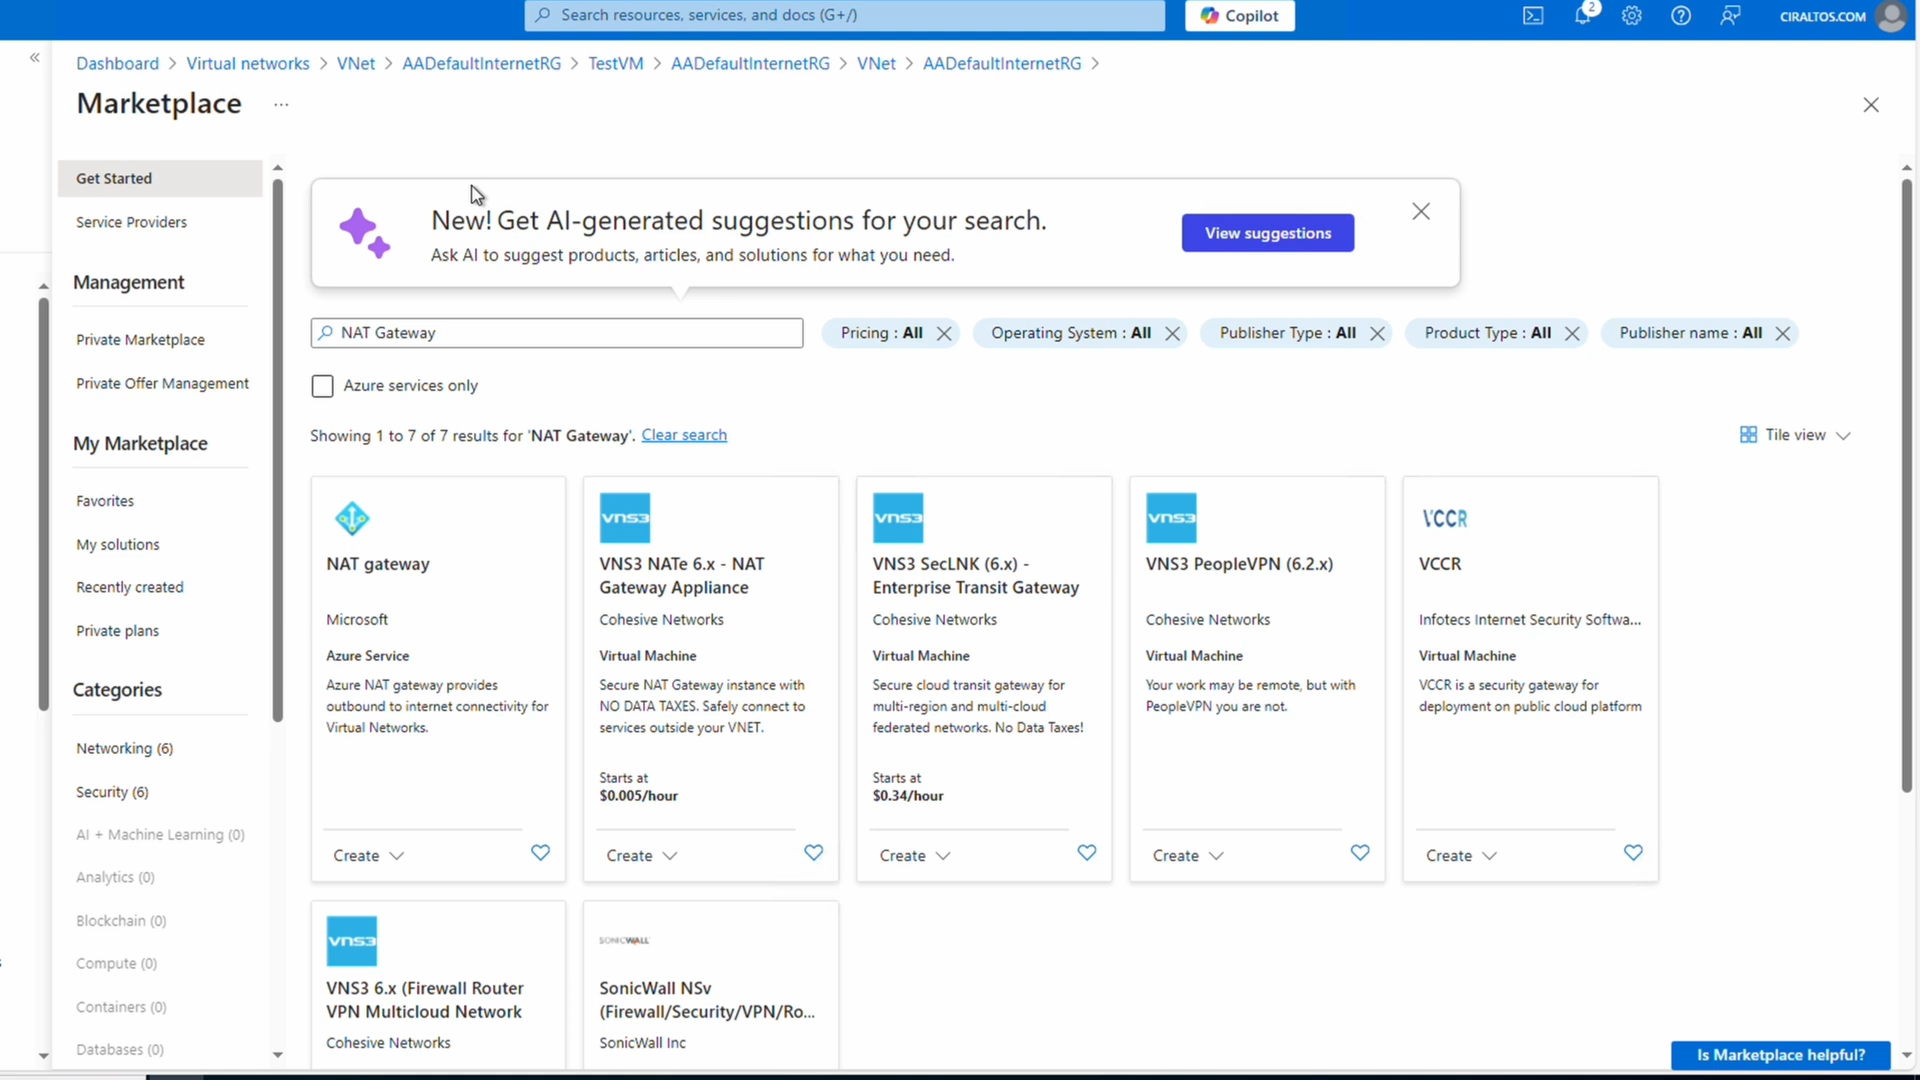 Search resources, services, and docs (G+/)
Copilot
2
CIRALTOS.COM
Dashboard > Virtual networks > VNet > AADefaultInternetRG > TestVM > AADefaultInternetRG > VNet > AADefaultInternetRG >
Marketplace ...
Get Started
Service Providers
Management
Private Marketplace
Private Offer Management
My Marketplace
Favorites
My solutions
Recently created
Private plans
Categories
Networking (6)
Security (6)
AI + Machine Learning (0)
Analytics (0)
Blockchain (0)
Compute (0)
Containers (0)
Databases (0)
New! Get AI-generated suggestions for your search.
Ask AI to suggest products, articles, and solutions for what you need.
View suggestions
NAT Gateway
Pricing : All
Operating System : All
Publisher Type : All
Product Type : All
Publisher name : All
Azure services only
Showing 1 to 7 of 7 results for 'NAT Gateway'. Clear search
Tile view
NAT gateway
Microsoft
Azure Service
Azure NAT gateway provides
outbound to internet connectivity for
Virtual Networks.
Create
vns3
VNS3 NATe 6.x - NAT
Gateway Appliance
Cohesive Networks
Virtual Machine
Secure NAT Gateway instance with
NO DATA TAXES. Safely connect to
services outside your VNET.
Starts at
$0.005/hour
Create
vns3
VNS3 SecLNK (6.x) -
Enterprise Transit Gateway
Cohesive Networks
Virtual Machine
Secure cloud transit gateway for
multi-region and multi-cloud
federated networks. No Data Taxes!
Starts at
$0.34/hour
Create
vns3
VNS3 PeopleVPN (6.2.x)
Cohesive Networks
Virtual Machine
Your work may be remote, but with
PeopleVPN you are not.
Create
VCCR
VCCR
Infotecs Internet Security Softwa...
Virtual Machine
VCCR is a security gateway for
deployment on public cloud platform
Create
vns3
VNS3 6.x (Firewall Router
VPN Multicloud Network
Cohesive Networks
SONICWALL
SonicWall NSv
(Firewall/Security/VPN/Ro...
SonicWall Inc
Is Marketplace helpful?